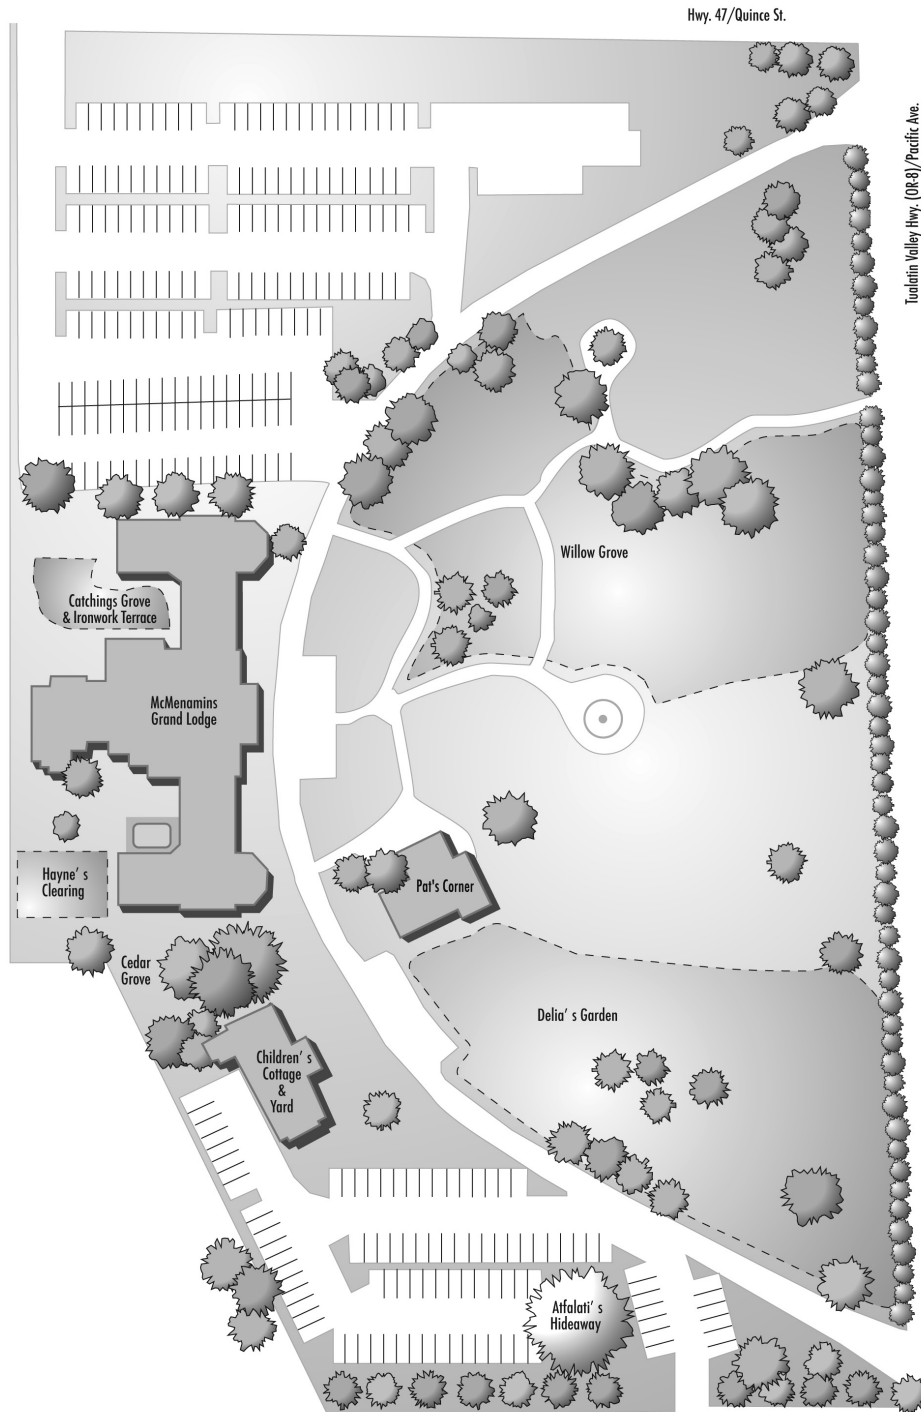 Hwy. 47/Quince St.
Tualatin Valley Hwy. (OR-8)/Pacific Ave.
Willow Grove
Catchings Grove
& Ironwork Terrace
McMenamins
Grand Lodge
Hayne's
Clearing
Pat's Corner
Cedar
Grove
Delia's Garden
Children's
Cottage
&
Yard
Atfalati's
Hideaway